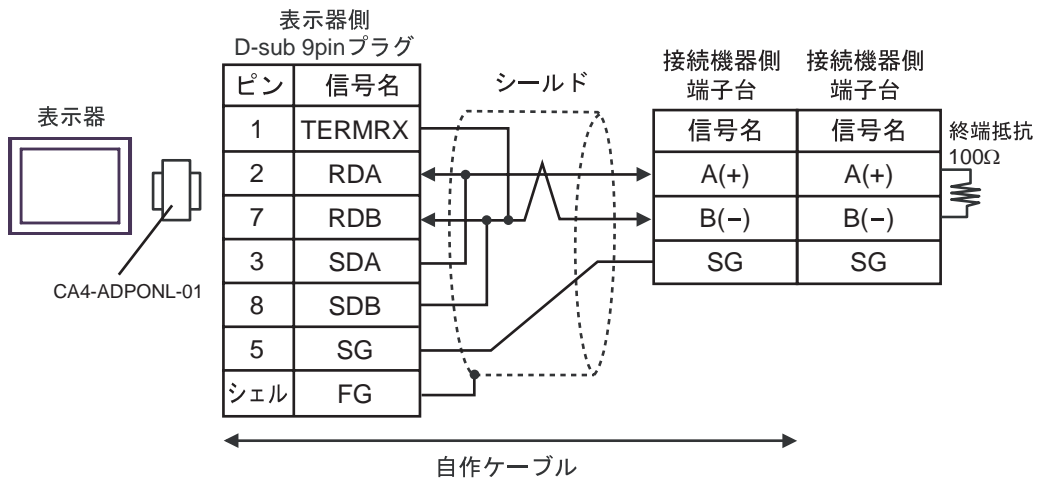 表示器側
D-sub 9pinプラグ
ピン 信号名
1 TERMRX
2 RDA
7 RDB
3 SDA
8 SDB
5 SG
シェル FG
表示器
CA4-ADPONL-01
シールド
接続機器側 接続機器側
端子台 端子台
信号名 信号名
A(+) A(+)
B(−) B(−)
SG SG
終端抵抗
100Ω
自作ケーブル